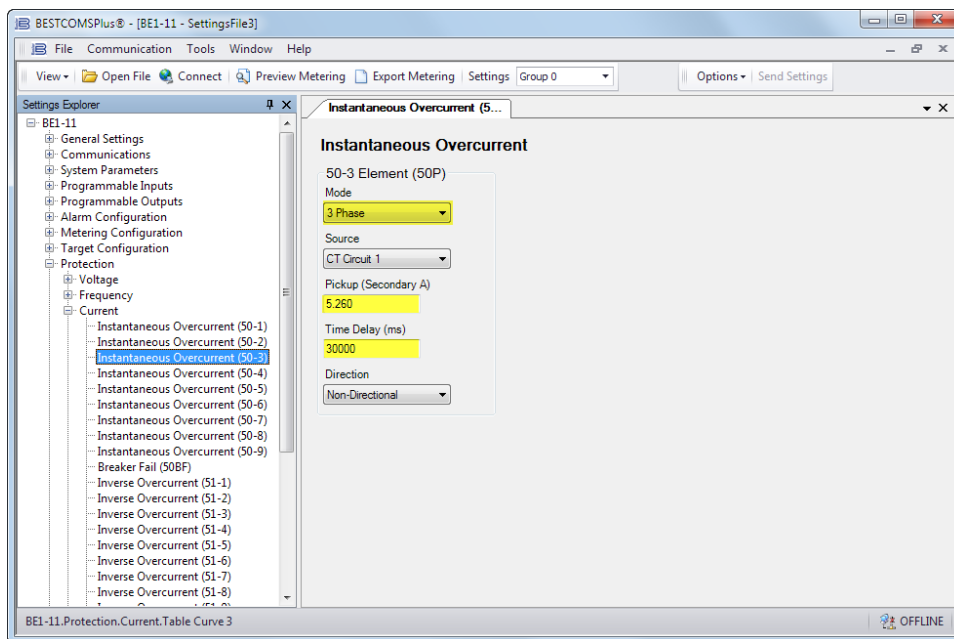 BESTCOMSPlus® - [BE1-11 - SettingsFile3]
File Communication Tools Window Help
View Open File Connect Preview Metering Export Metering Settings Group 0 Options Send Settings
Settings Explorer
BE1-11
General Settings
Communications
System Parameters
Programmable Inputs
Programmable Outputs
Alarm Configuration
Metering Configuration
Target Configuration
Protection
Voltage
Frequency
Current
Instantaneous Overcurrent (50-1)
Instantaneous Overcurrent (50-2)
Instantaneous Overcurrent (50-3)
Instantaneous Overcurrent (50-4)
Instantaneous Overcurrent (50-5)
Instantaneous Overcurrent (50-6)
Instantaneous Overcurrent (50-7)
Instantaneous Overcurrent (50-8)
Instantaneous Overcurrent (50-9)
Breaker Fail (50BF)
Inverse Overcurrent (51-1)
Inverse Overcurrent (51-2)
Inverse Overcurrent (51-3)
Inverse Overcurrent (51-4)
Inverse Overcurrent (51-5)
Inverse Overcurrent (51-6)
Inverse Overcurrent (51-7)
Inverse Overcurrent (51-8)
Instantaneous Overcurrent (5...
Instantaneous Overcurrent
50-3 Element (50P)
Mode
3 Phase
Source
CT Circuit 1
Pickup (Secondary A)
5.260
Time Delay (ms)
30000
Direction
Non-Directional
BE1-11.Protection.Current.Table Curve 3
OFFLINE